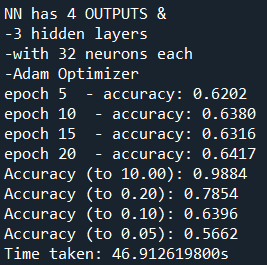 NN has 4 OUTPUTS &
-3 hidden layers
-with 32 neurons each
-Adam Optimizer
epoch 5  - accuracy: 0.6202
epoch 10  - accuracy: 0.6380
epoch 15  - accuracy: 0.6316
epoch 20  - accuracy: 0.6417
Accuracy (to 10.00): 0.9884
Accuracy (to 0.20): 0.7854
Accuracy (to 0.10): 0.6396
Accuracy (to 0.05): 0.5662
Time taken: 46.912619800s